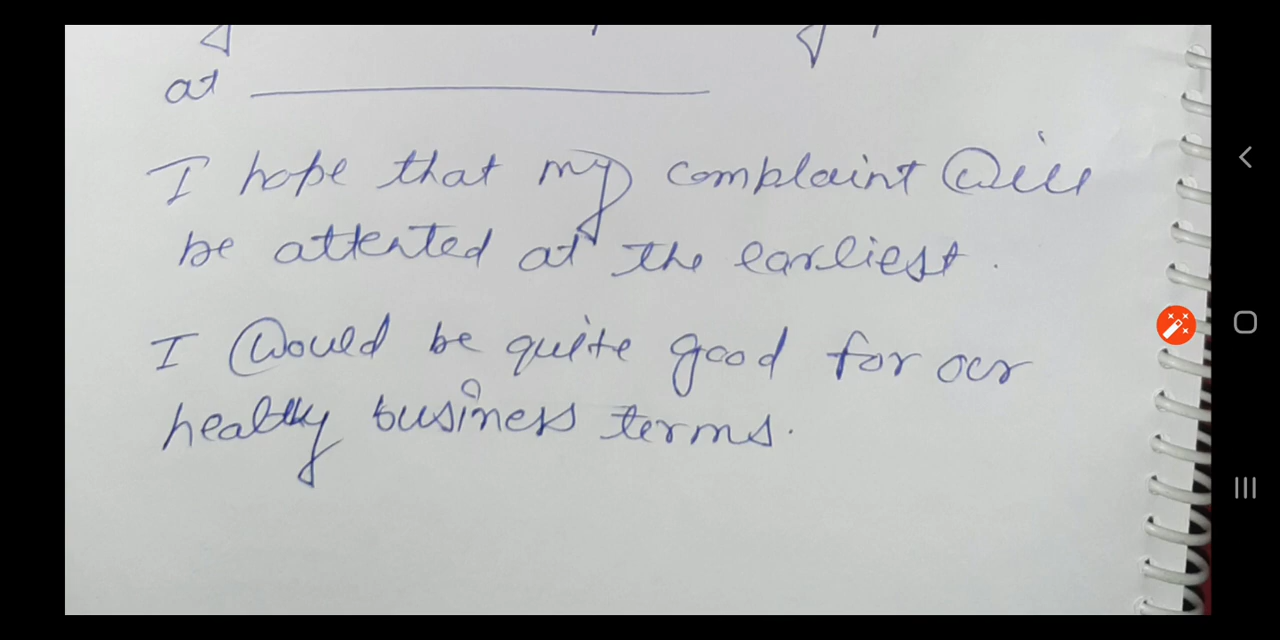 at
I hope that my complaint will
be attented at the earliest.
I would be quite good for our
healthy business terms.